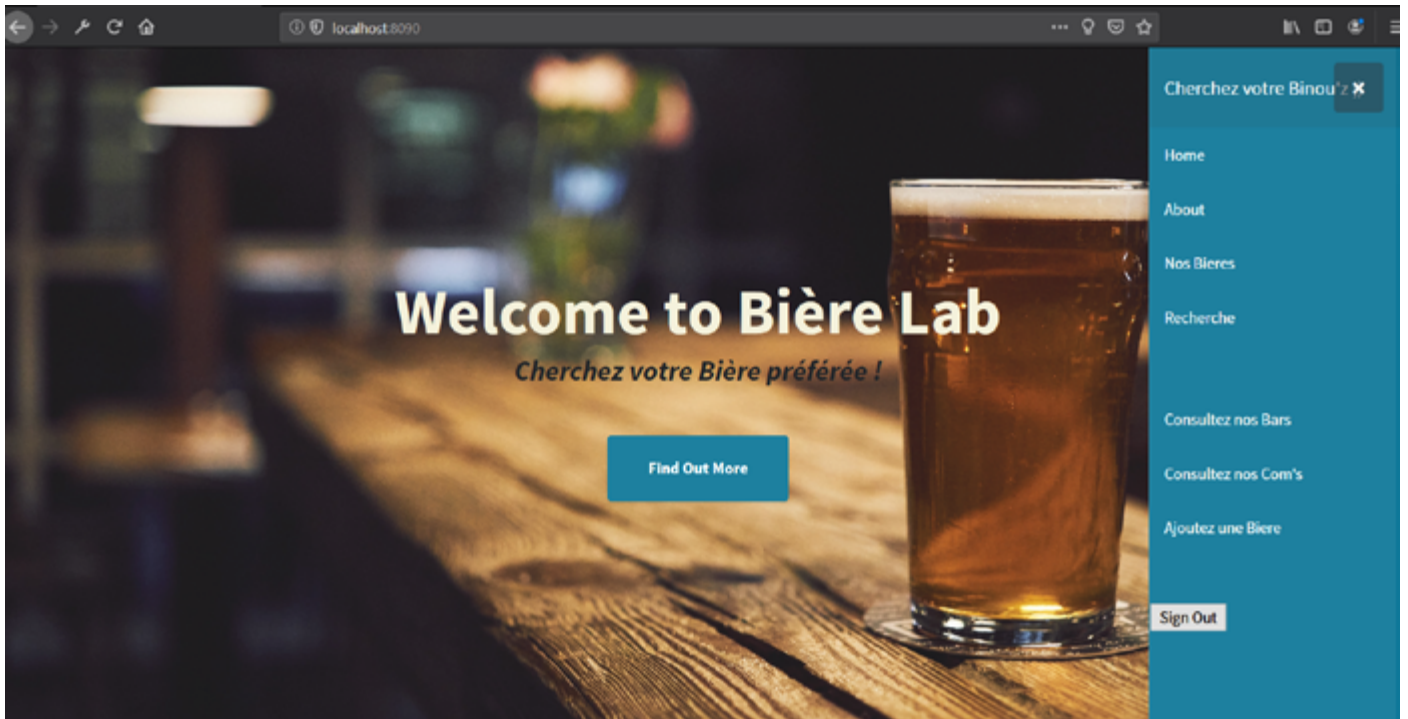 localhost:8090
Cherchez votre Binou'z
Home
About
Nos Bieres
Recherche
Consultez nos Bars
Consultez nos Com's
Ajoutez une Biere
Sign Out
Welcome to Bière Lab
Cherchez votre Bière préférée !
Find Out More